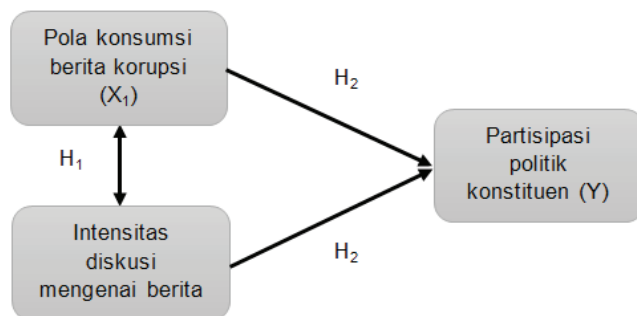 Pola konsumsi
berita korupsi
(X₁)
H₂
H₁
Partisipasi
politik
konstituen (Y)
Intensitas
diskusi
mengenai berita
H₂